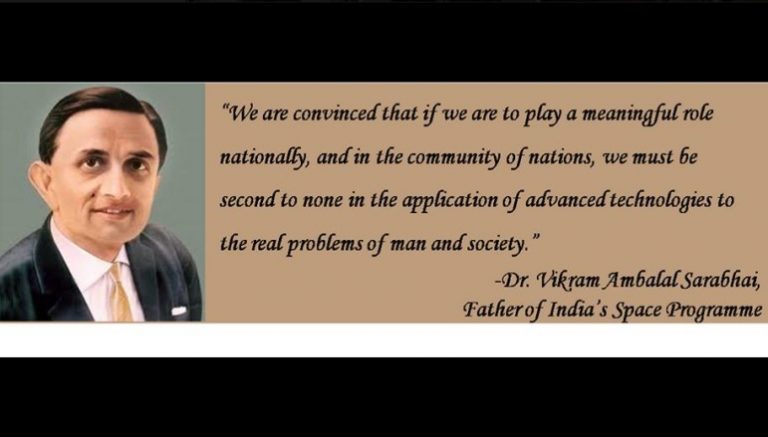 “We are convinced that if we are to play a meaningful role
nationally, and in the community of nations, we must be
second to none in the application of advanced technologies to
the real problems of man and society.”
-Dr. Vikram Ambalal Sarabhai,
Father of India’s Space Programme